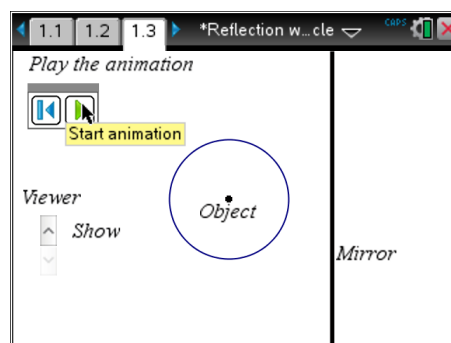 1.1 1.2 1.3 *Reflection w...cle CAPS
Play the animation
Start animation
Viewer
Object
Show
Mirror